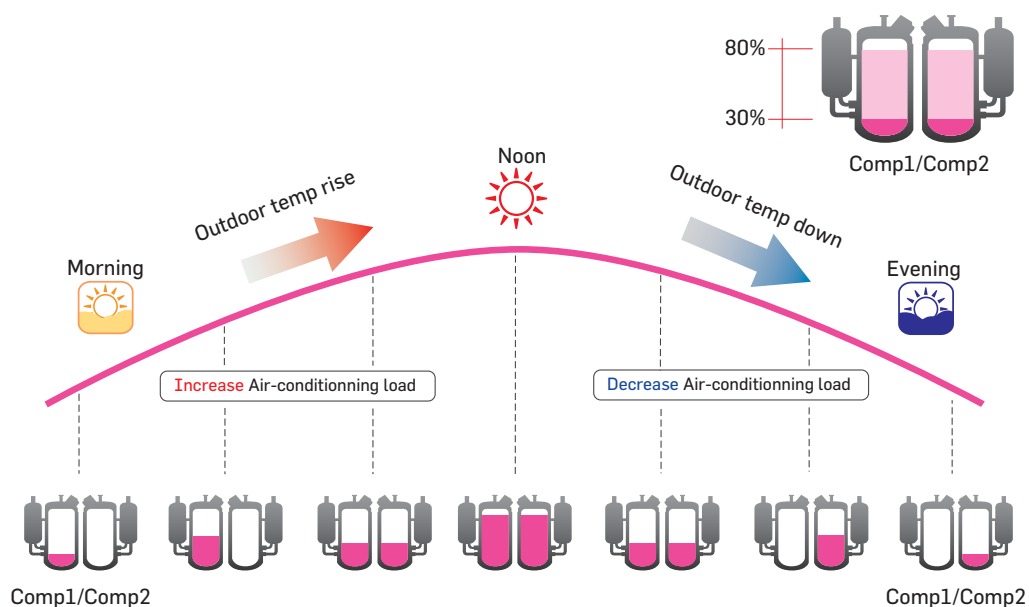 80%
30%
Comp1/Comp2
Noon
Outdoor temp rise
Outdoor temp down
Morning
Evening
Increase Air-conditionning load
Decrease Air-conditionning load
Comp1/Comp2
Comp1/Comp2